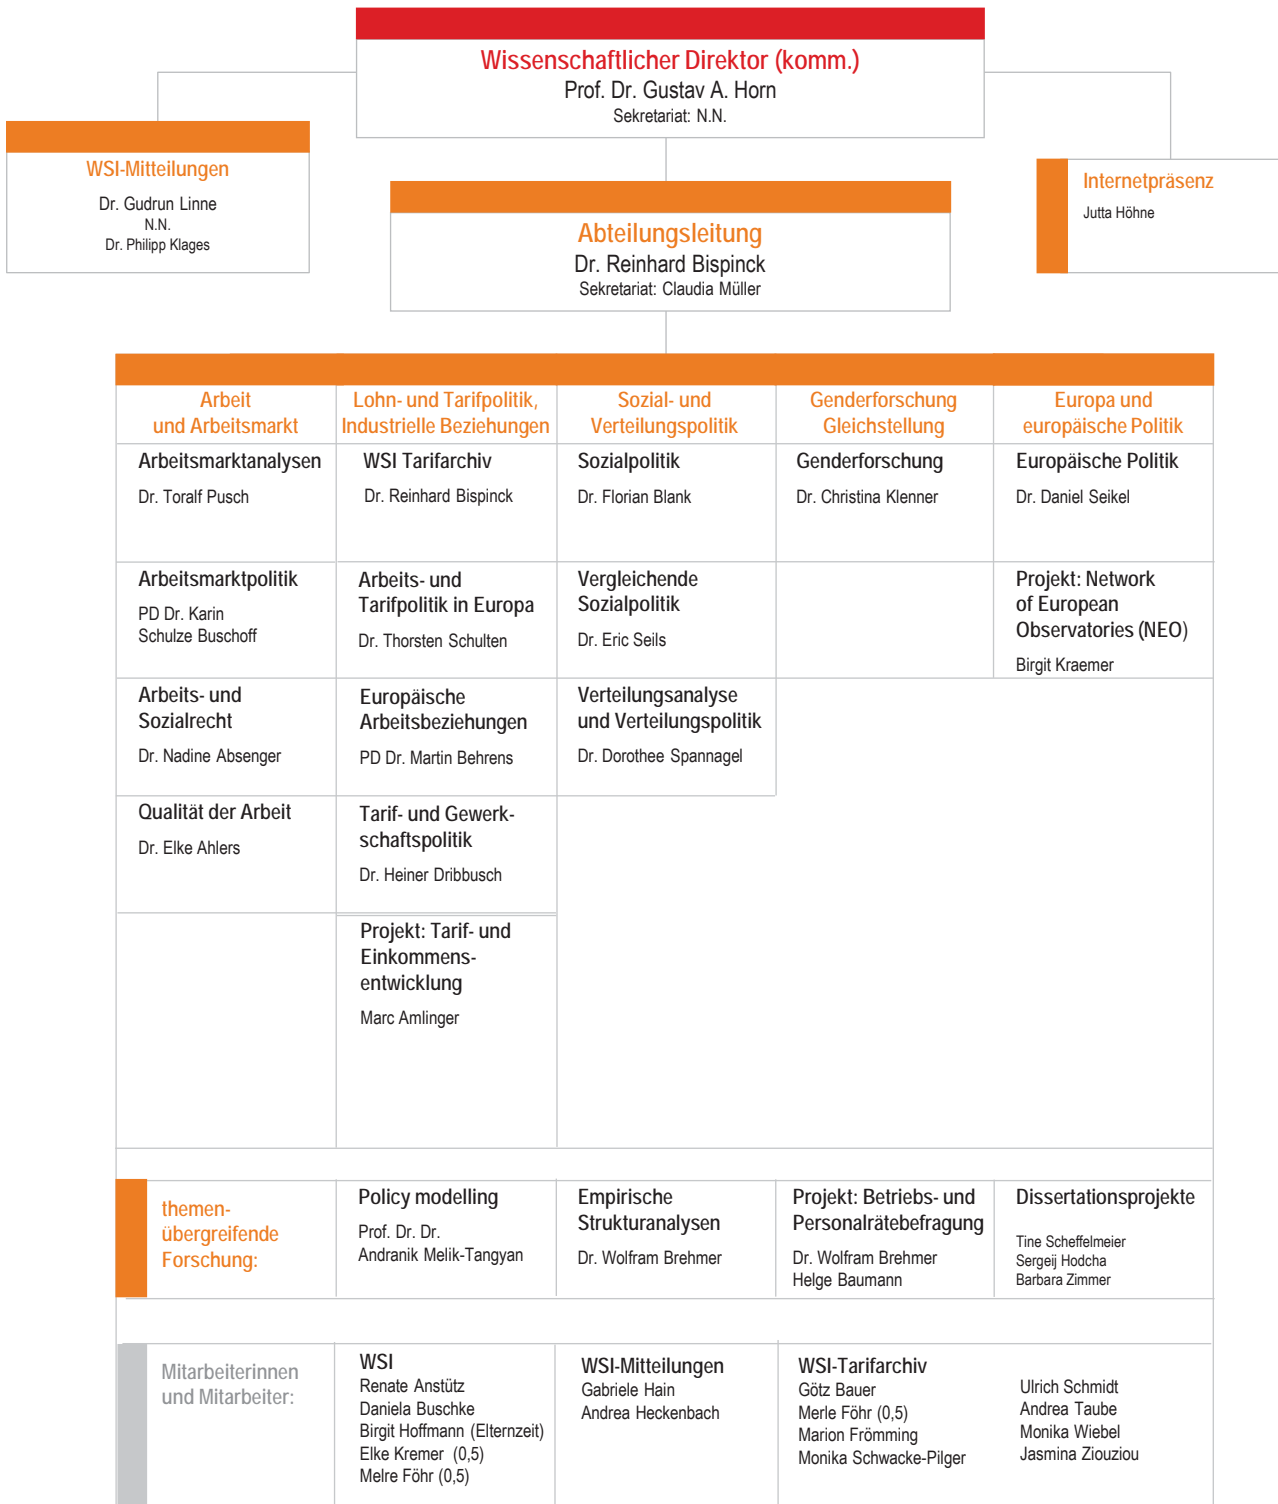 Wissenschaftlicher Direktor (komm.)
Prof. Dr. Gustav A. Horn
Sekretariat: N.N.
WSI-Mitteilungen
Dr. Gudrun Linne
N.N.
Dr. Philipp Klages
Internetpräsenz
Jutta Höhne
Abteilungsleitung
Dr. Reinhard Bispinck
Sekretariat: Claudia Müller
Arbeit
und Arbeitsmarkt
Arbeitsmarktanalysen
Dr. Toralf Pusch
Arbeitsmarktpolitik
PD Dr. Karin
Schulze Buschoff
Arbeits- und
Sozialrecht
Dr. Nadine Absenger
Qualität der Arbeit
Dr. Elke Ahlers
Lohn- und Tarifpolitik,
Industrielle Beziehungen
WSI Tarifarchiv
Dr. Reinhard Bispinck
Arbeits- und
Tarifpolitik in Europa
Dr. Thorsten Schulten
Europäische
Arbeitsbeziehungen
PD Dr. Martin Behrens
Tarif- und Gewerk-
schaftspolitik
Dr. Heiner Dribbusch
Projekt: Tarif- und
Einkommens-
entwicklung
Marc Amlinger
Sozial- und
Verteilungspolitik
Sozialpolitik
Dr. Florian Blank
Vergleichende
Sozialpolitik
Dr. Eric Seils
Verteilungsanalyse
und Verteilungspolitik
Dr. Dorothee Spannagel
Genderforschung
Gleichstellung
Genderforschung
Dr. Christina Klenner
Europa und
europäische Politik
Europäische Politik
Dr. Daniel Seikel
Projekt: Network
of European
Observatories (NEO)
Birgit Kraemer
themen-
übergreifende
Forschung:
Policy modelling
Prof. Dr. Dr.
Andranik Melik-Tangyan
Empirische
Strukturanalysen
Dr. Wolfram Brehmer
Projekt: Betriebs- und
Personalrätebefragung
Dr. Wolfram Brehmer
Helge Baumann
Dissertationsprojekte
Tine Scheffelmeier
Sergeij Hodcha
Barbara Zimmer
Mitarbeiterinnen
und Mitarbeiter:
WSI
Renate Anstütz
Daniela Buschke
Birgit Hoffmann (Elternzeit)
Elke Kremer (0,5)
Melre Föhr (0,5)
WSI-Mitteilungen
Gabriele Hain
Andrea Heckenbach
WSI-Tarifarchiv
Götz Bauer
Merle Föhr (0,5)
Marion Frömming
Monika Schwacke-Pilger
Ulrich Schmidt
Andrea Taube
Monika Wiebel
Jasmina Ziouziou